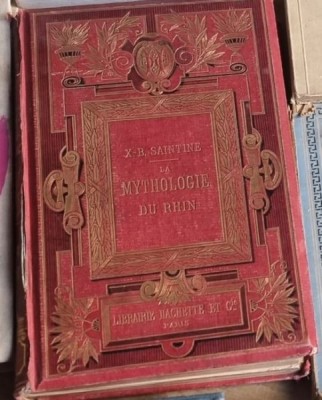 X-B. SAINTINE
LA
MYTHOLOGIE
DU RHIN
LIBRAIRIE HACHETTE ET Cie
PARIS